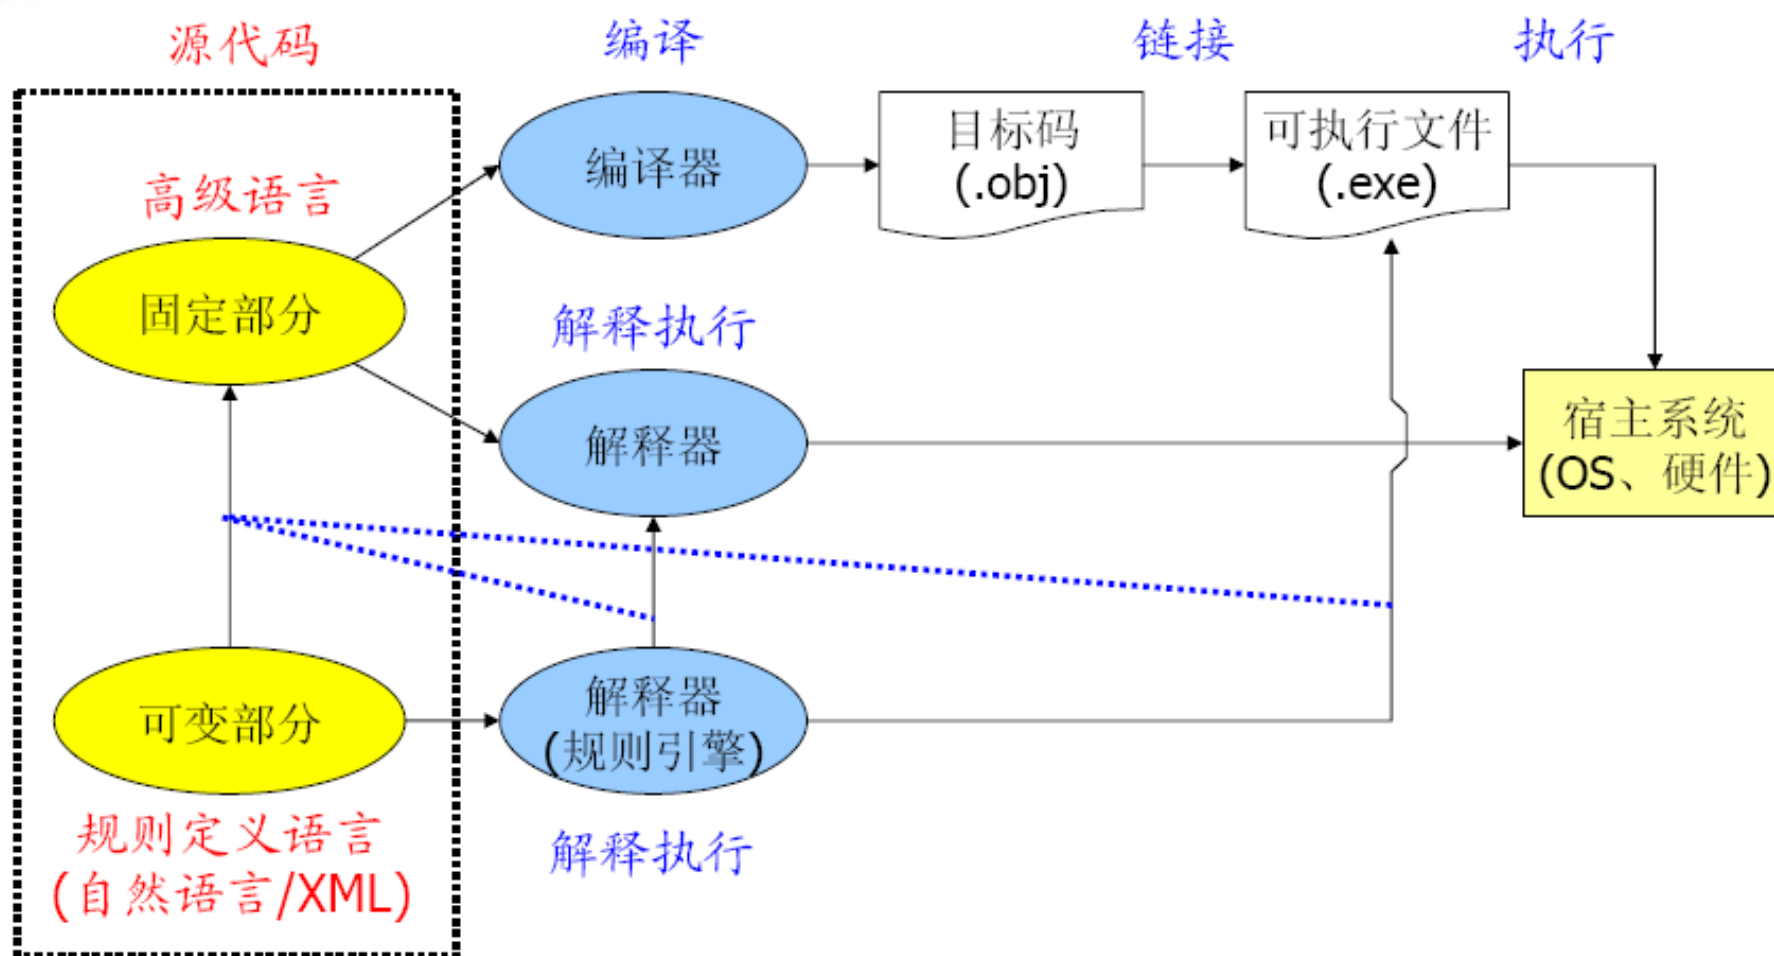 源代码
编译
链接
执行
高级语言
固定部分
编译器
目标码
(.obj)
可执行文件
(.exe)
解释执行
解释器
宿主系统
(OS、硬件)
可变部分
解释器
(规则引擎)
规则定义语言
(自然语言/XML)
解释执行